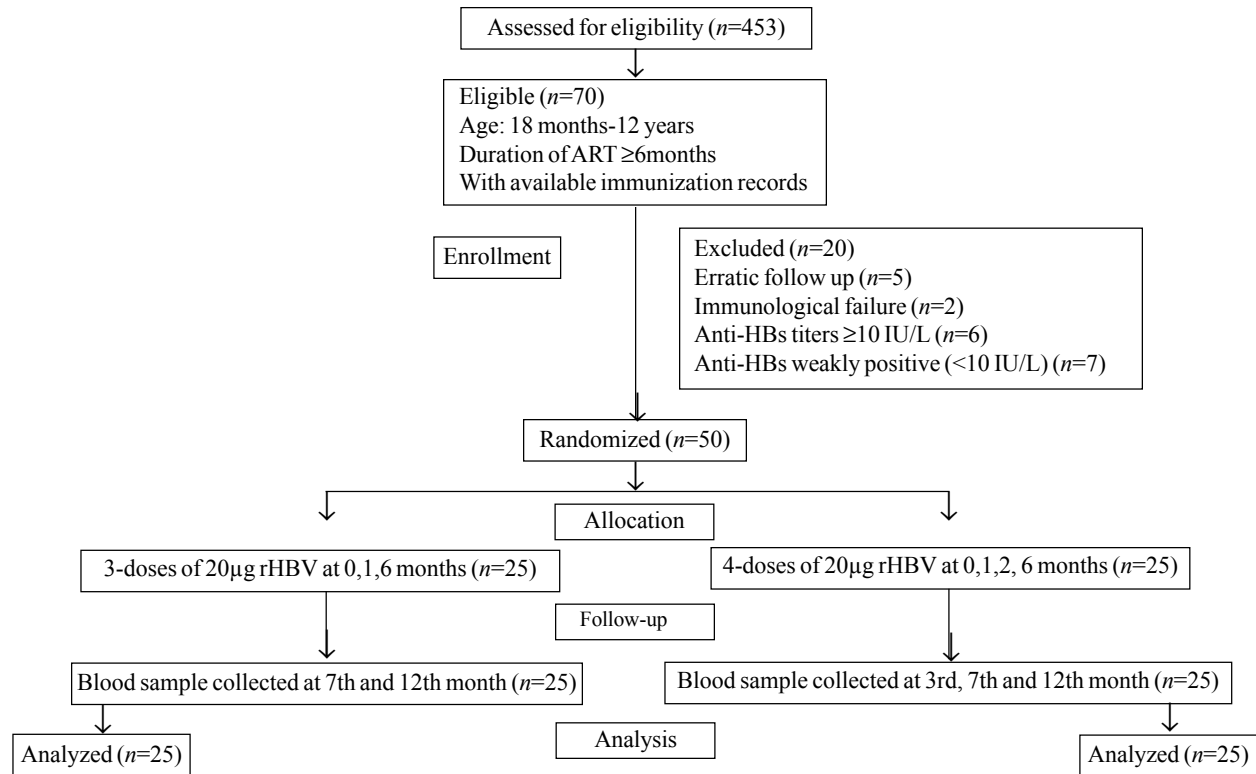 Assessed for eligibility (n=453)
Eligible (n=70)
Age: 18 months-12 years
Duration of ART ≥6months
With available immunization records
Enrollment
Excluded (n=20)
Erratic follow up (n=5)
Immunological failure (n=2)
Anti-HBs titers ≥10 IU/L (n=6)
Anti-HBs weakly positive (<10 IU/L) (n=7)
Randomized (n=50)
Allocation
3-doses of 20µg rHBV at 0,1,6 months (n=25)
4-doses of 20µg rHBV at 0,1,2, 6 months (n=25)
Follow-up
Blood sample collected at 7th and 12th month (n=25)
Blood sample collected at 3rd, 7th and 12th month (n=25)
Analysis
Analyzed (n=25)
Analyzed (n=25)